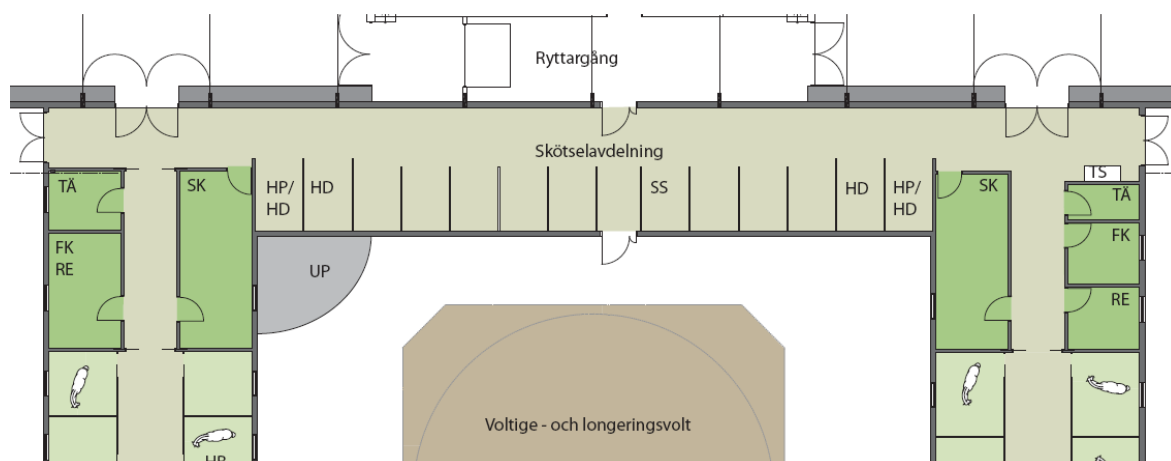 Ryttargång
Skötselavdelning
TÄ
SK
HP/
HD
HD
SS
HD
HP/
HD
SK
TS
TÄ
FK
RE
FK
UP
RE
Voltige - och longeringsvolt
HP